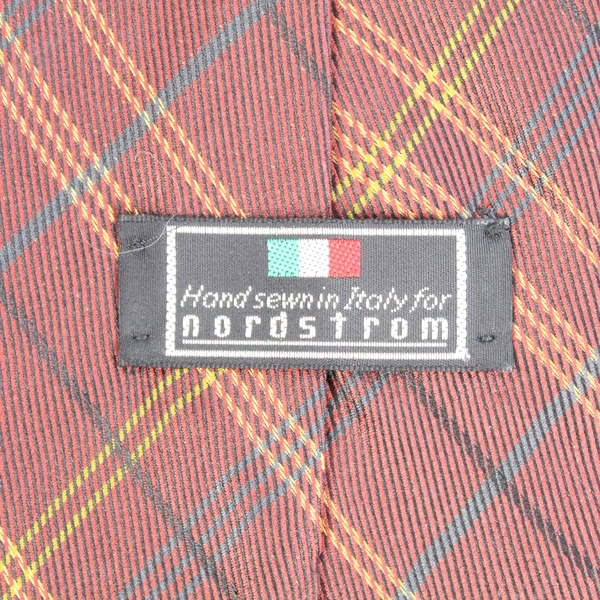 Hand sewn in Italy for
nordstrom